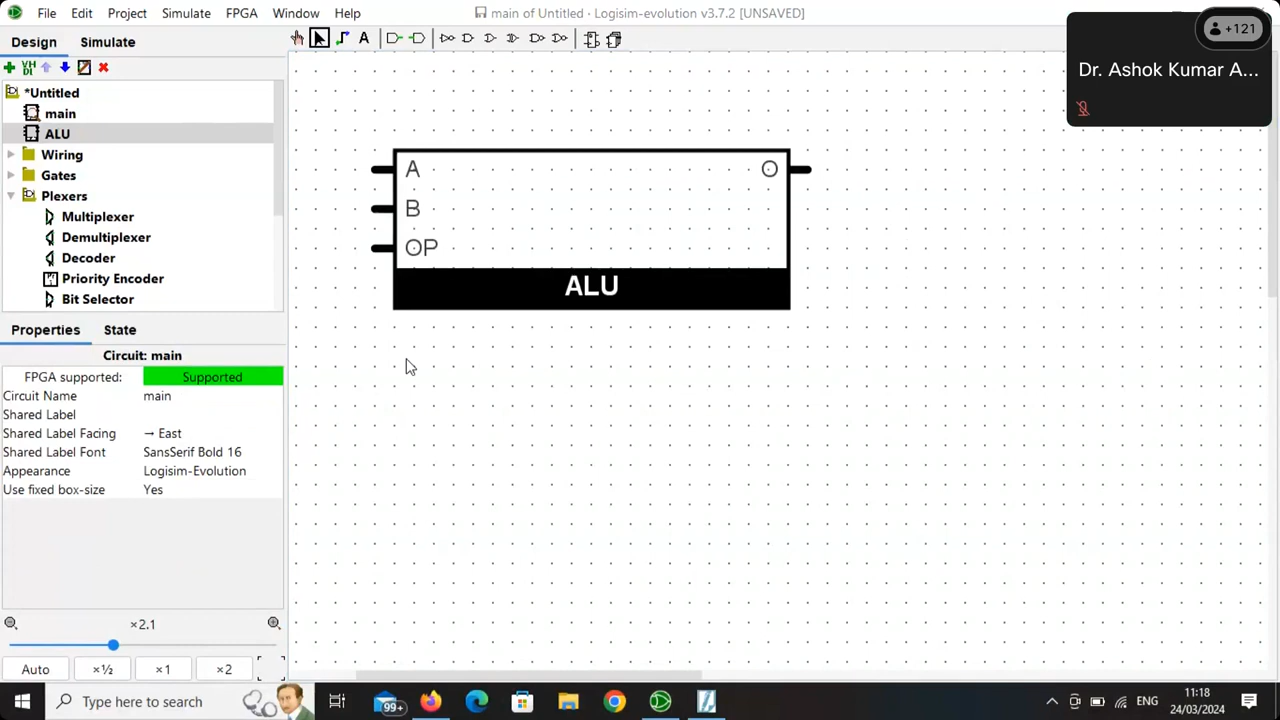 File Edit Project Simulate FPGA Window Help main of Untitled - Logisim-evolution v3.7.2 [UNSAVED]
+121
Dr. Ashok Kumar A...
Design Simulate
A
VH
DL
*Untitled
main
ALU
Wiring
Gates
Plexers
Multiplexer
Demultiplexer
Decoder
Priority Encoder
Bit Selector
A O
B
OP
ALU
Properties State
Circuit: main
FPGA supported: Supported
Circuit Name main
Shared Label
Shared Label Facing → East
Shared Label Font SansSerif Bold 16
Appearance Logisim-Evolution
Use fixed box-size Yes
×2.1
Auto ×½ ×1 ×2
Type here to search
99+
ENG
11:18
24/03/2024